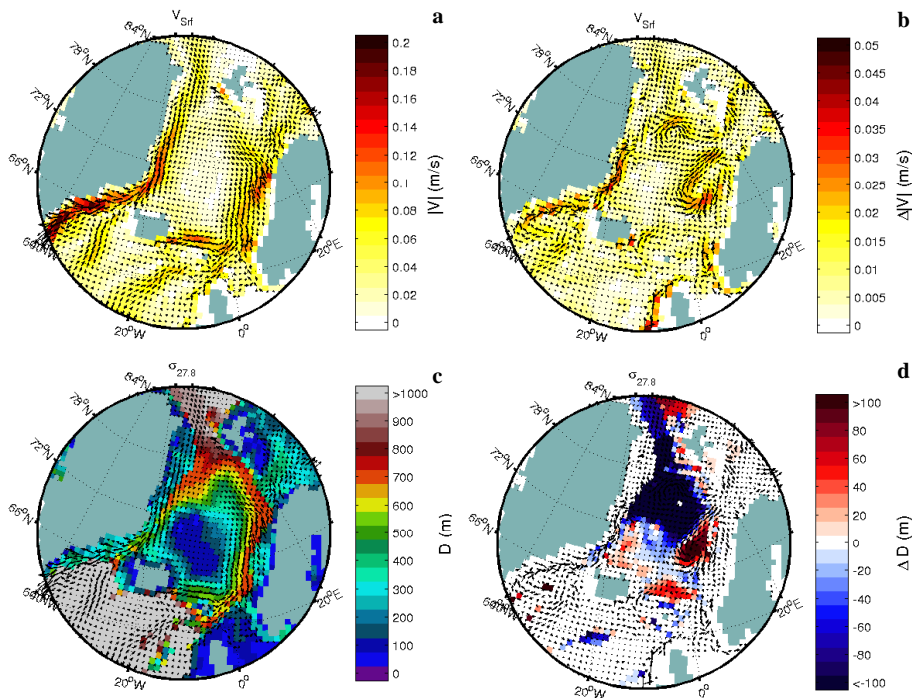 V_Srf
a
84°N
78°N
72°N
66°N
60°N
40°W
20°W
0°
20°E
0.2
0.18
0.16
0.14
0.12
0.1
0.08
0.06
0.04
0.02
0
|V| (m/s)
V_Srf
b
84°N
78°N
72°N
66°N
20°W
0°
20°E
0.05
0.045
0.04
0.035
0.03
0.025
0.02
0.015
0.01
0.005
0
Δ|V| (m/s)
σ_27.8
c
84°N
78°N
72°N
66°N
20°W
0°
20°E
>1000
900
800
700
600
500
400
300
200
100
0
D (m)
σ_27.8
d
84°N
78°N
72°N
66°N
20°W
0°
20°E
>100
80
60
40
20
0
-20
-40
-60
-80
<-100
Δ D (m)